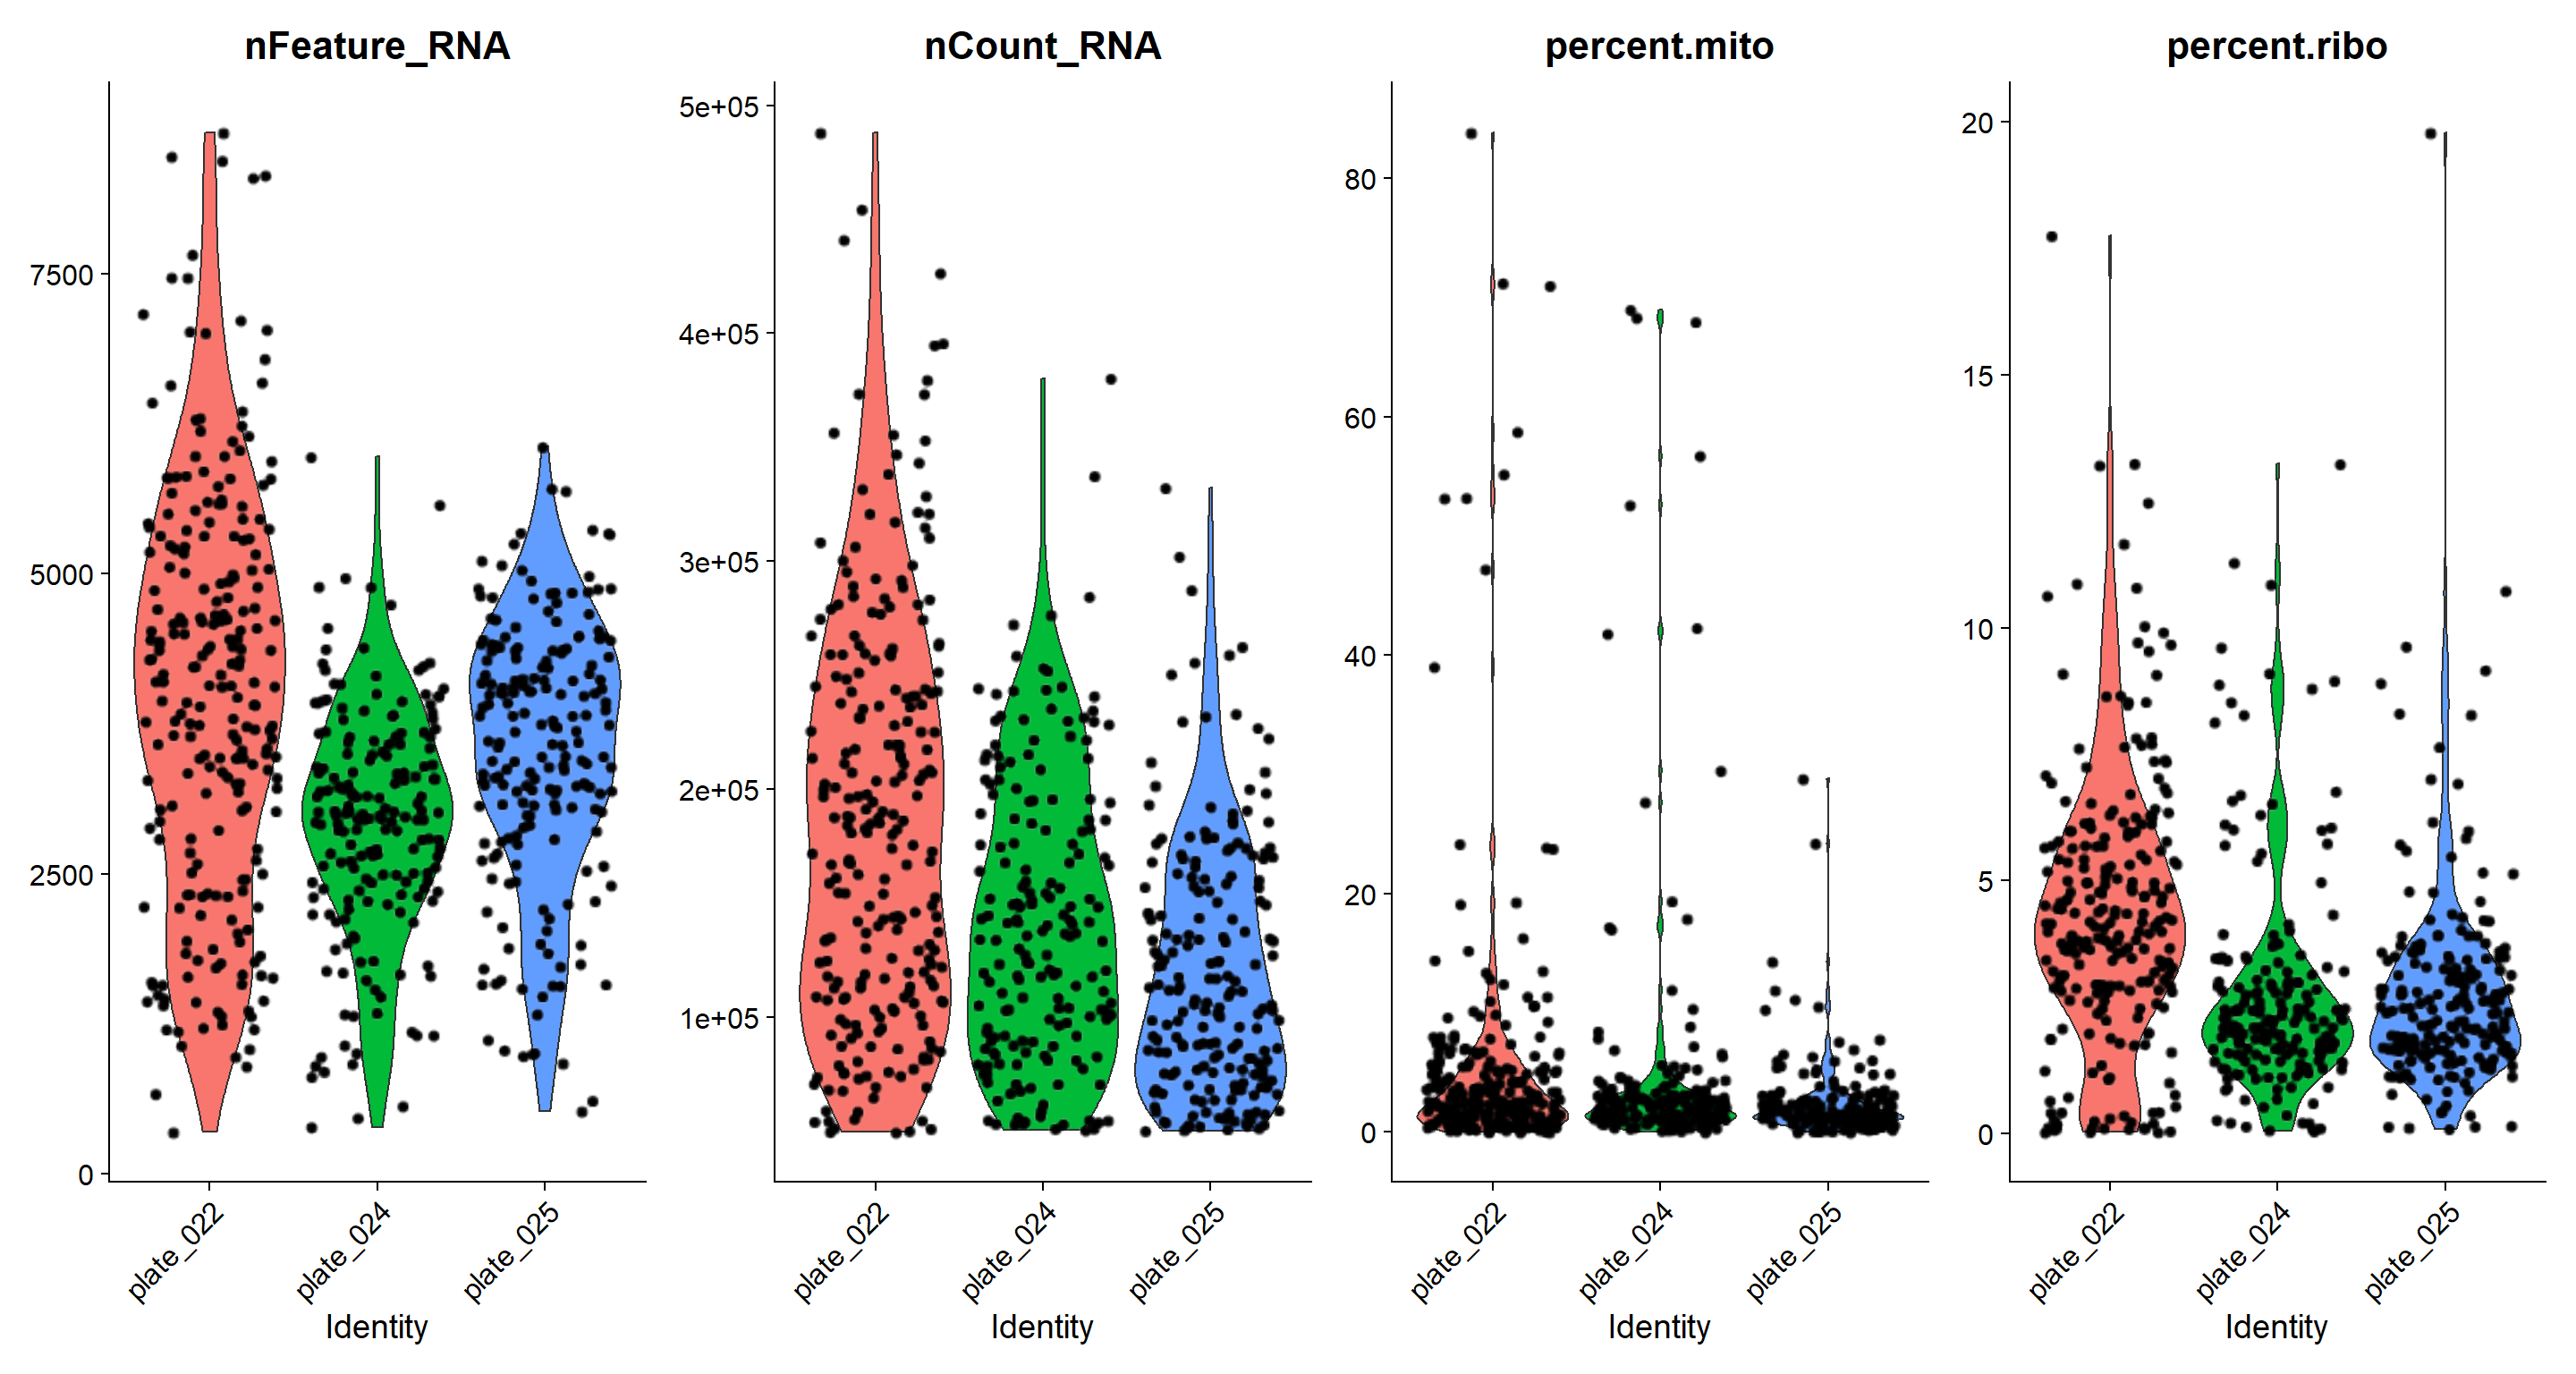 nFeature_RNA
7500
5000
2500
0
plate_022
plate_024
plate_025
Identity
nCount_RNA
5e+05
4e+05
3e+05
2e+05
1e+05
plate_022
plate_024
plate_025
Identity
percent.mito
80
60
40
20
0
plate_022
plate_024
plate_025
Identity
percent.ribo
20
15
10
5
0
plate_022
plate_024
plate_025
Identity